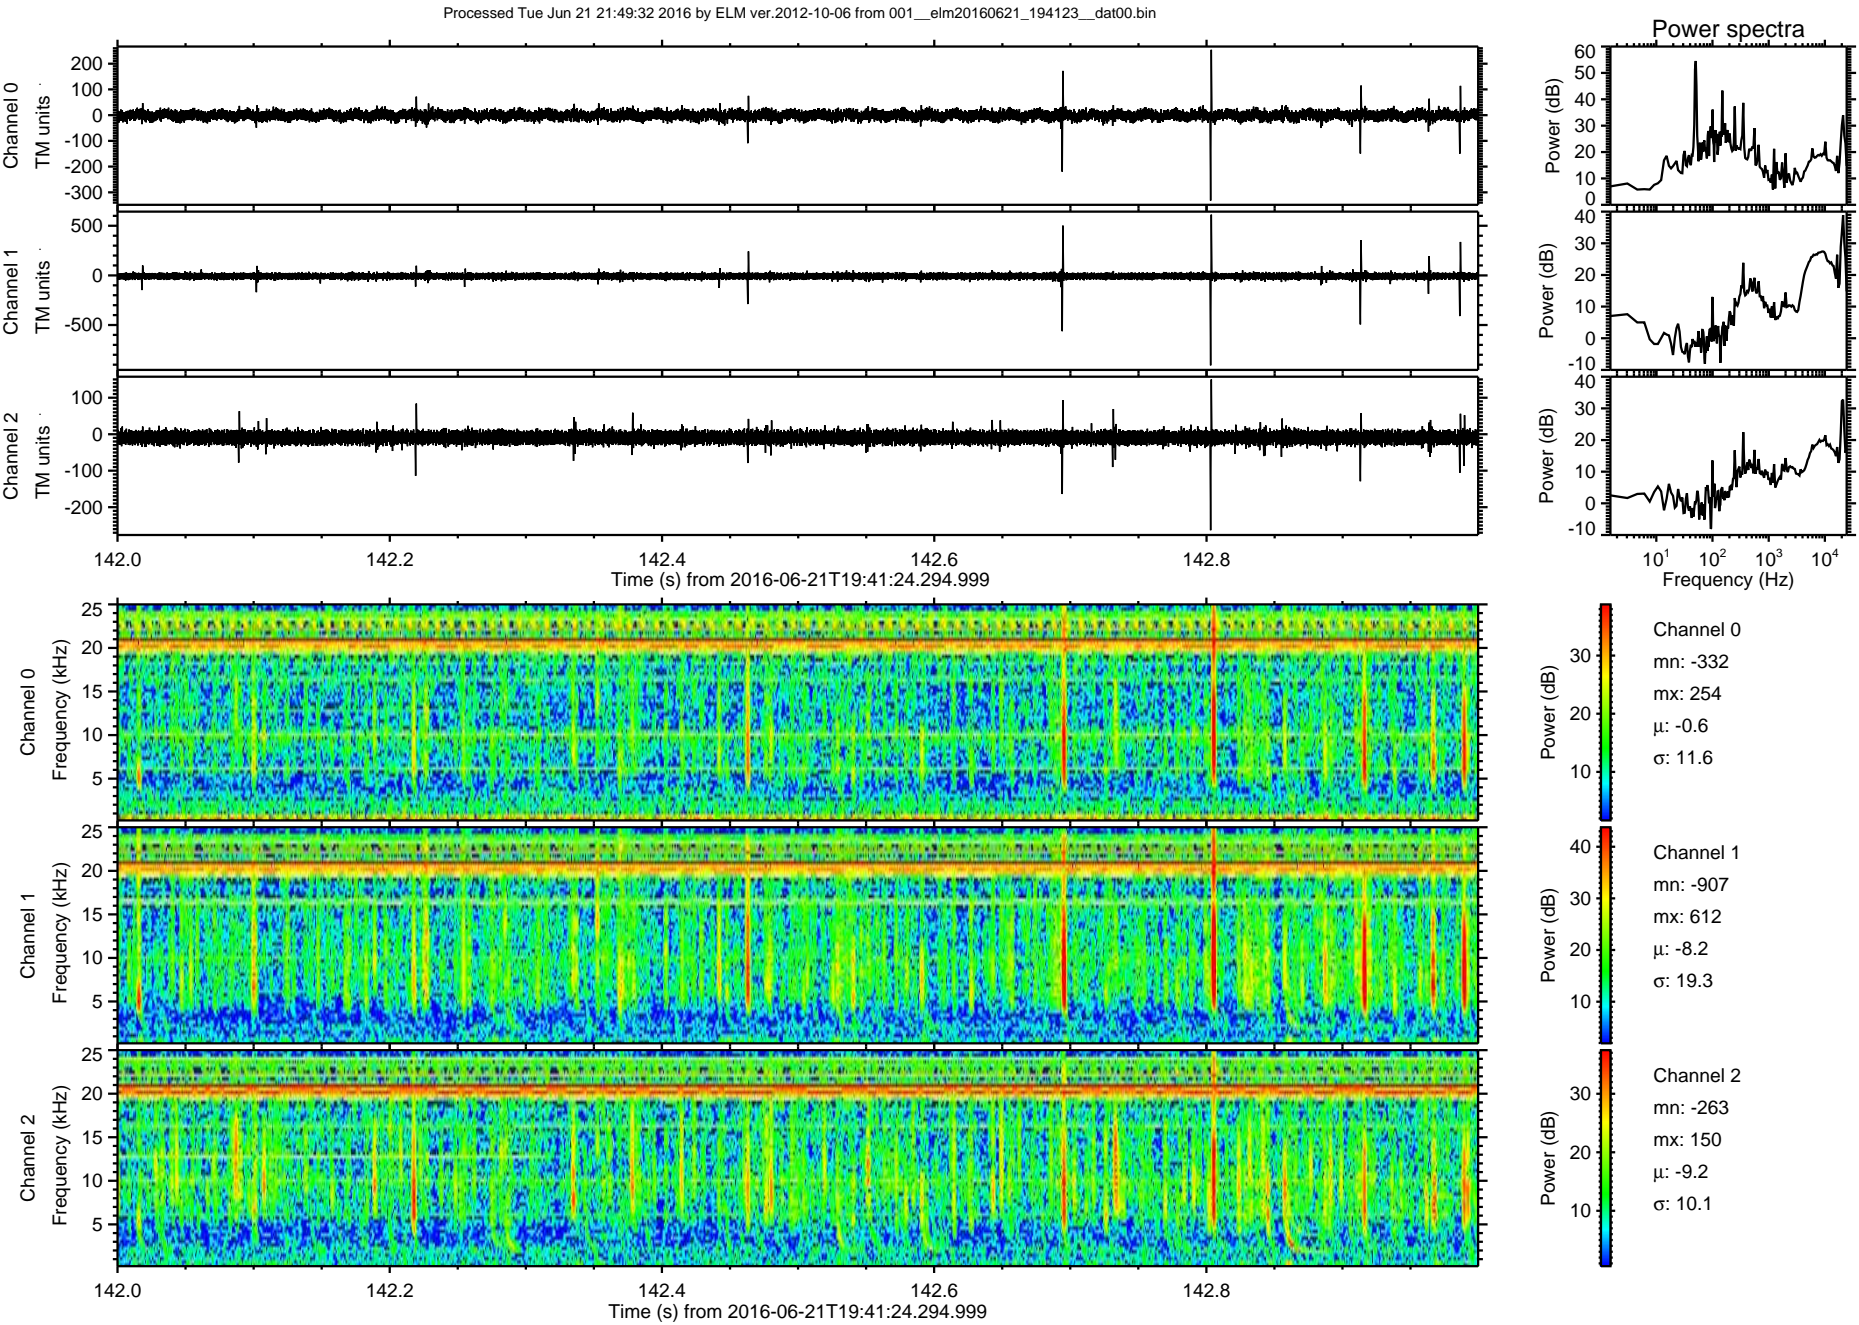 Processed Tue Jun 21 21:49:32 2016 by ELM ver.2012-10-06 from 001__elm20160621_194123__dat00.bin
Power spectra
Channel 0
TM units
200
100
0
-100
-200
-300
Power (dB)
60
50
40
30
20
10
0
Channel 1
TM units
500
0
-500
Power (dB)
40
30
20
10
0
-10
Channel 2
TM units
100
0
-100
-200
Power (dB)
40
30
20
10
0
-10
142.0 142.2 142.4 142.6 142.8
Time (s) from 2016-06-21T19:41:24.294.999
10¹ 10² 10³ 10⁴
Frequency (Hz)
Channel 0
Frequency (kHz)
25
20
15
10
5
Power (dB)
30
20
10
Channel 0
mn: -332
mx: 254
μ: -0.6
σ: 11.6
Channel 1
Frequency (kHz)
25
20
15
10
5
Power (dB)
40
30
20
10
Channel 1
mn: -907
mx: 612
μ: -8.2
σ: 19.3
Channel 2
Frequency (kHz)
25
20
15
10
5
Power (dB)
30
20
10
Channel 2
mn: -263
mx: 150
μ: -9.2
σ: 10.1
142.0 142.2 142.4 142.6 142.8
Time (s) from 2016-06-21T19:41:24.294.999